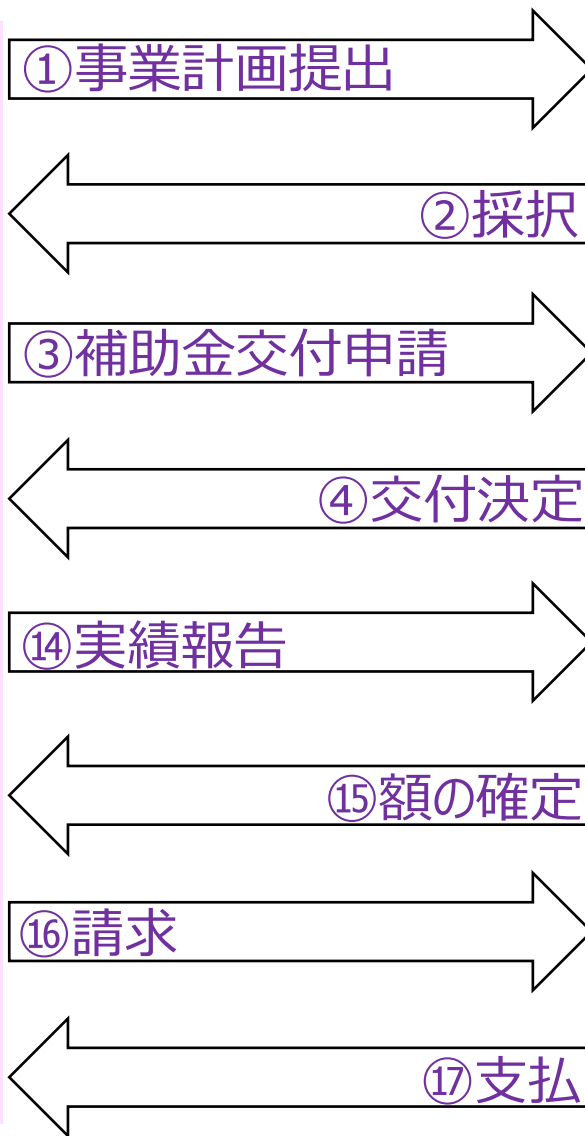 ①事業計画提出
②採択
③補助金交付申請
④交付決定
⑭実績報告
⑮額の確定
⑯請求
⑰支払